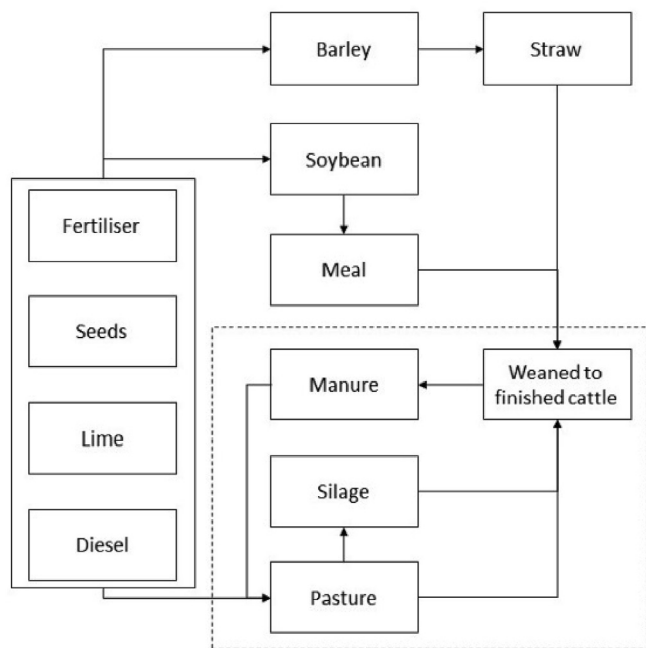 Barley
Straw
Soybean
Fertiliser
Meal
Seeds
Manure
Weaned to
finished cattle
Lime
Silage
Diesel
Pasture